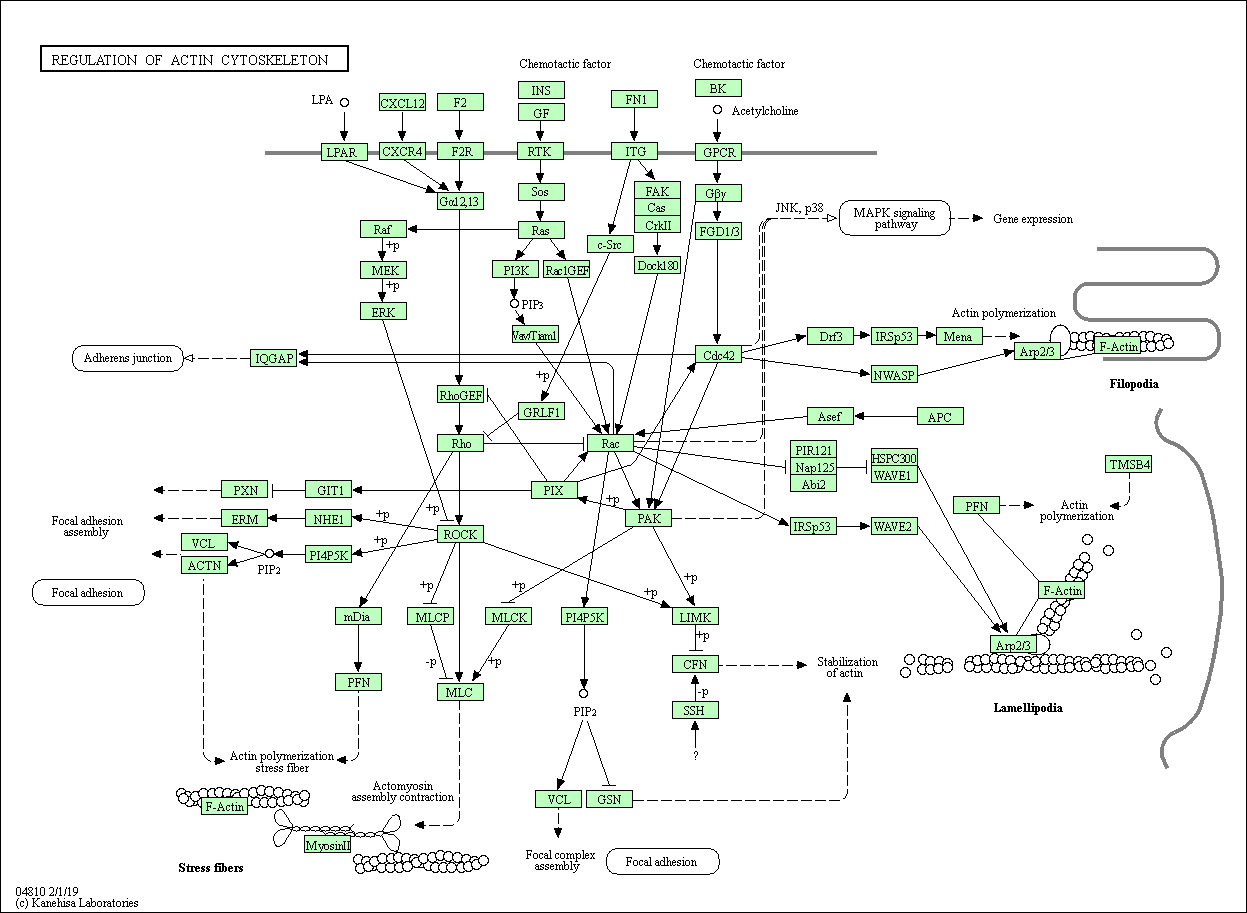 REGULATION OF ACTIN CYTOSKELETON
Chemotactic factor
Chemotactic factor
LPA
CXCL12
F2
INS
GF
FN1
BK
Acetylcholine
LPAR
CXCR4
F2R
RTK
ITG
GPCR
Gα12,13
Sos
FAK
Cas
CrkII
Gβγ
JNK, p38
MAPK signaling
pathway
Gene expression
Raf
Ras
c-Src
FGD1/3
+p
MEK
PI3K
Rac1GEF
Dock180
+p
ERK
PIP3
Vav/Tiam1
Actin polymerization
Drf3
IRSp53
Mena
Arp2/3
F-Actin
Adherens junction
IQGAP
Cdc42
NWASP
Filopodia
+p
RhoGEF
GRLF1
Asef
APC
Rho
Rac
PIR121
Nap125
Abi2
HSPC300
WAVE1
TMSB4
PXN
GIT1
PIX
+p
PFN
Actin
polymerization
Focal adhesion
assembly
ERM
NHE1
+p
+p
ROCK
PAK
IRSp53
WAVE2
VCL
ACTN
PIP2
PI4P5K
+p
Focal adhesion
+p
+p
+p
+p
F-Actin
mDia
MLCP
MLCK
PI4P5K
LIMK
+p
Arp2/3
-p
+p
CFN
Stabilization
of actin
PFN
MLC
-p
SSH
PIP2
Lamellipodia
?
Actin polymerization
stress fiber
Actomyosin
assembly contraction
F-Actin
VCL
GSN
MyosinII
Stress fibers
Focal complex
assembly
Focal adhesion
04810 2/1/19
(c) Kanehisa Laboratories